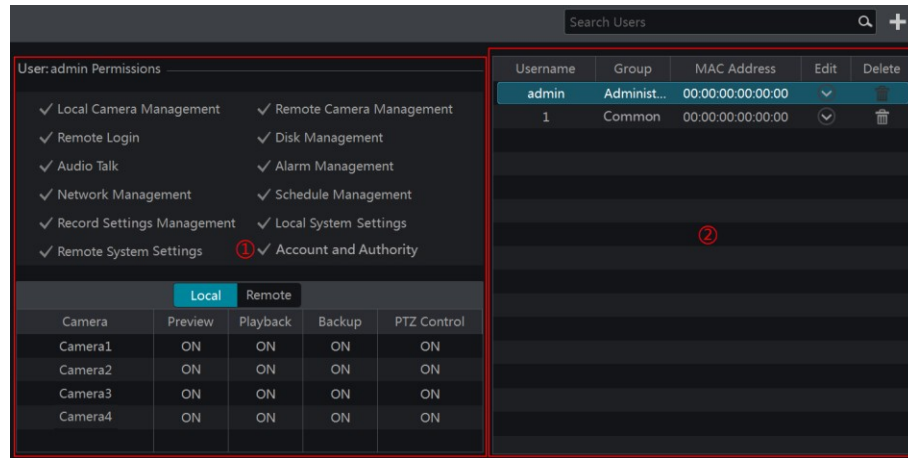 Search Users
User: admin Permissions
Local Camera Management Remote Camera Management
Remote Login Disk Management
Audio Talk Alarm Management
Network Management Schedule Management
Record Settings Management Local System Settings
Remote System Settings ① Account and Authority
Local Remote
Camera Preview Playback Backup PTZ Control
Camera1 ON ON ON ON
Camera2 ON ON ON ON
Camera3 ON ON ON ON
Camera4 ON ON ON ON
Username Group MAC Address Edit Delete
admin Administ... 00:00:00:00:00:00
1 Common 00:00:00:00:00:00
②